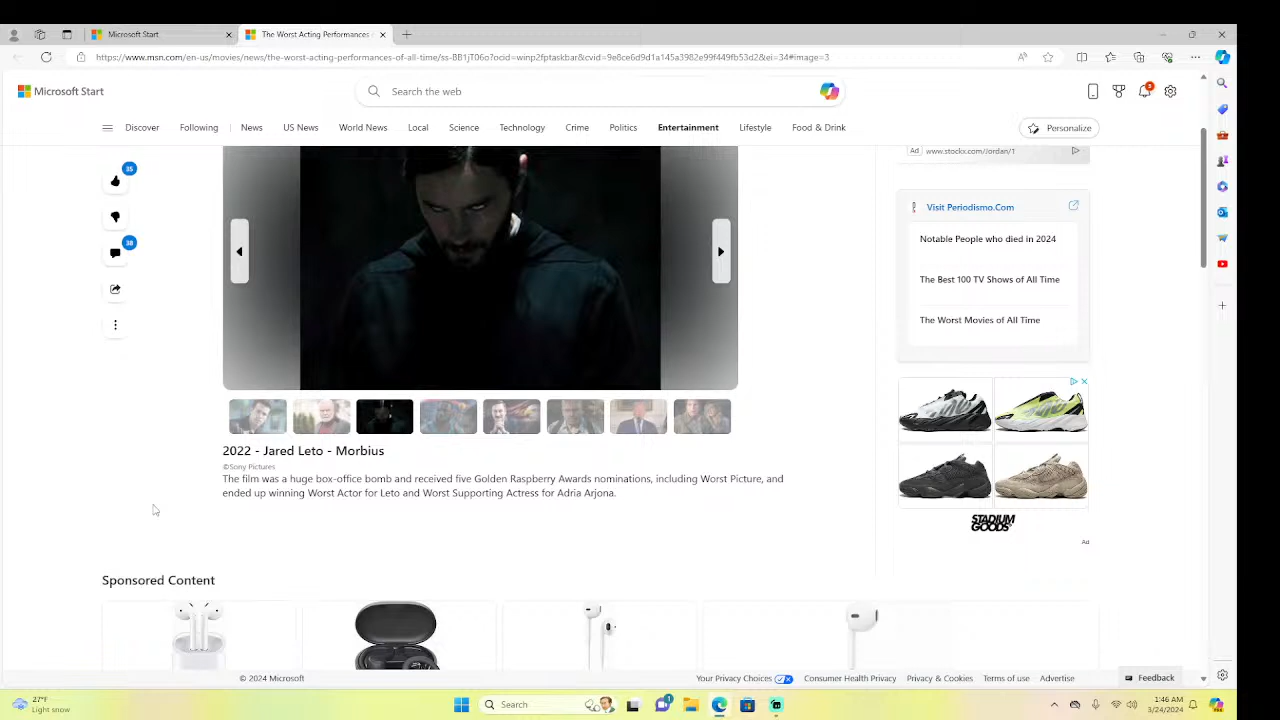 Microsoft Start
The Worst Acting Performances
https://www.msn.com/en-us/movies/news/the-worst-acting-performances-of-all-time/ss-BB1jT06o?ocid=winp2fptaskbar&cvid=9e8ce6d9d1a145a3982e99f449fb53d2&ei=34#image=3
Microsoft Start
Search the web
3
Discover
Following
News
US News
World News
Local
Science
Technology
Crime
Politics
Entertainment
Lifestyle
Food & Drink
Personalize
35
38
Ad www.stockx.com/Jordan/1
Visit Periodismo.Com
Notable People who died in 2024
The Best 100 TV Shows of All Time
The Worst Movies of All Time
STADIUM
GOODS
Ad
2022 - Jared Leto - Morbius
©Sony Pictures
The film was a huge box-office bomb and received five Golden Raspberry Awards nominations, including Worst Picture, and
ended up winning Worst Actor for Leto and Worst Supporting Actress for Adria Arjona.
Sponsored Content
© 2024 Microsoft
Your Privacy Choices
Consumer Health Privacy
Privacy & Cookies
Terms of use
Advertise
Feedback
27°F
Light snow
Search
1
1:46 AM
3/24/2024